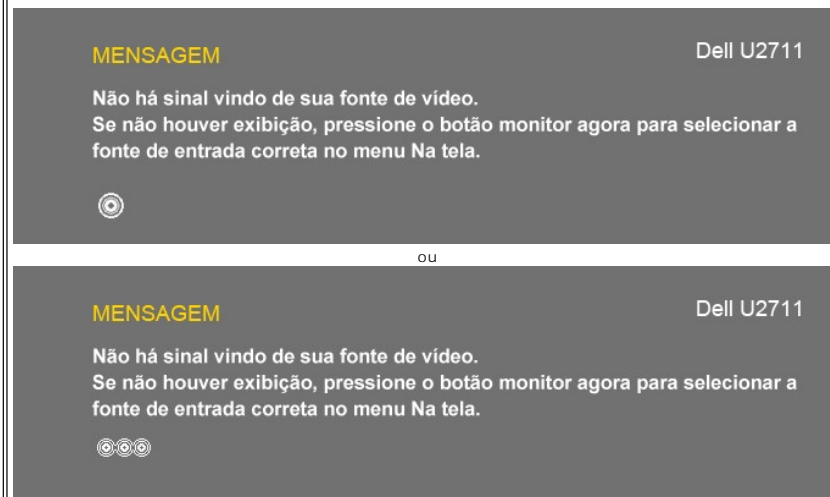 MENSAGEM Dell U2711
Não há sinal vindo de sua fonte de vídeo.
Se não houver exibição, pressione o botão monitor agora para selecionar a
fonte de entrada correta no menu Na tela.
ou
MENSAGEM Dell U2711
Não há sinal vindo de sua fonte de vídeo.
Se não houver exibição, pressione o botão monitor agora para selecionar a
fonte de entrada correta no menu Na tela.